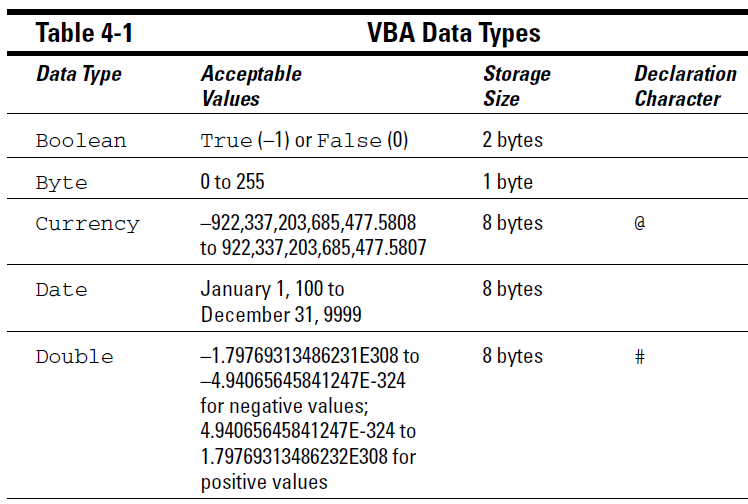 Table 4-1 VBA Data Types
Data Type Acceptable Values Storage Size Declaration Character
Boolean True (–1) or False (0) 2 bytes
Byte 0 to 255 1 byte
Currency –922,337,203,685,477.5808 8 bytes @
to 922,337,203,685,477.5807
Date January 1, 100 to 8 bytes
December 31, 9999
Double –1.79769313486231E308 to 8 bytes #
–4.94065645841247E-324
for negative values;
4.94065645841247E-324 to
1.79769313486232E308 for
positive values